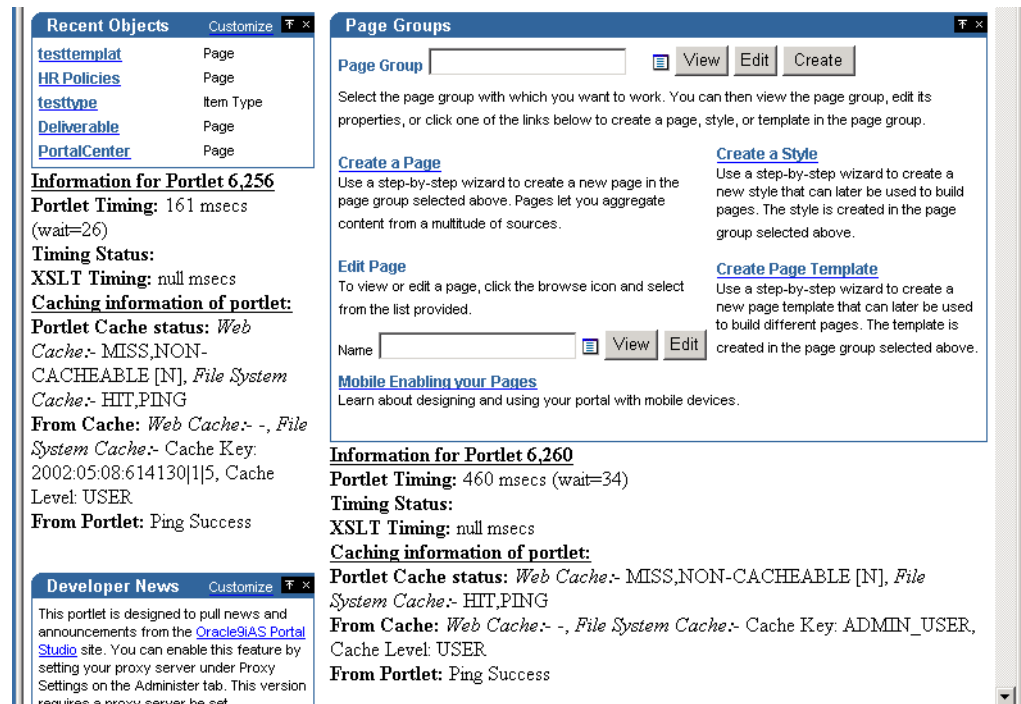 Recent Objects Customize
testtemplat Page
HR Policies Page
testtype Item Type
Deliverable Page
PortalCenter Page
Information for Portlet 6,256
Portlet Timing: 161 msecs
(wait=26)
Timing Status:
XSLT Timing: null msecs
Caching information of portlet:
Portlet Cache status: Web
Cache:- MISS,NON-
CACHEABLE [N], File System
Cache:- HIT,PING
From Cache: Web Cache:- -, File
System Cache:- Cache Key:
2002:05:08:614130|1|5, Cache
Level: USER
From Portlet: Ping Success
Developer News Customize
This portlet is designed to pull news and
announcements from the Oracle9iAS Portal
Studio site. You can enable this feature by
setting your proxy server under Proxy
Settings on the Administer tab. This version
requires a proxy server be set
Page Groups
Page Group View Edit Create
Select the page group with which you want to work. You can then view the page group, edit its
properties, or click one of the links below to create a page, style, or template in the page group.
Create a Page
Use a step-by-step wizard to create a new page in the
page group selected above. Pages let you aggregate
content from a multitude of sources.
Edit Page
To view or edit a page, click the browse icon and select
from the list provided.
Name View Edit
Create a Style
Use a step-by-step wizard to create a
new style that can later be used to build
pages. The style is created in the page
group selected above.
Create Page Template
Use a step-by-step wizard to create a
new page template that can later be used
to build different pages. The template is
created in the page group selected above.
Mobile Enabling your Pages
Learn about designing and using your portal with mobile devices.
Information for Portlet 6,260
Portlet Timing: 460 msecs (wait=34)
Timing Status:
XSLT Timing: null msecs
Caching information of portlet:
Portlet Cache status: Web Cache:- MISS,NON-CACHEABLE [N], File
System Cache:- HIT,PING
From Cache: Web Cache:- -, File System Cache:- Cache Key: ADMIN_USER,
Cache Level: USER
From Portlet: Ping Success